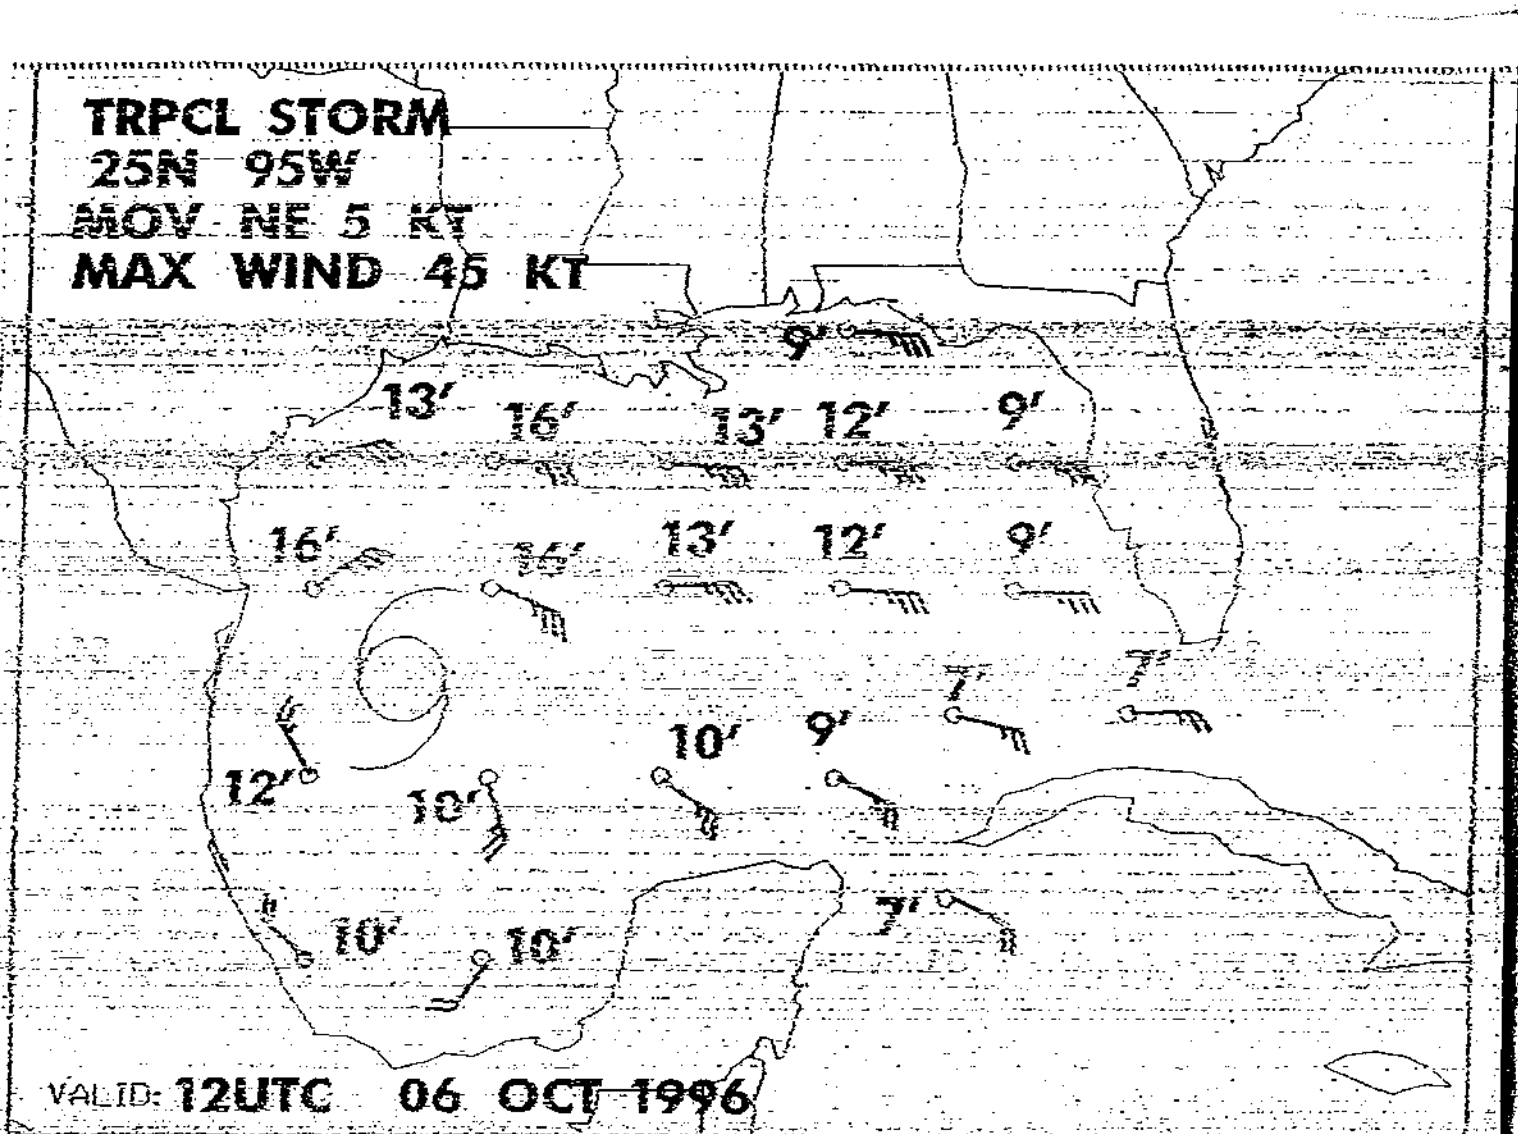 TRPCL STORM
25N 95W
MOV NE 5 KT
MAX WIND 45 KT
9'
13' 16' 13' 12' 9'
16' 13' 12' 9'
7' 7'
10' 9'
12' 10'
7'
10' 10'
VALID: 12UTC 06 OCT 1996